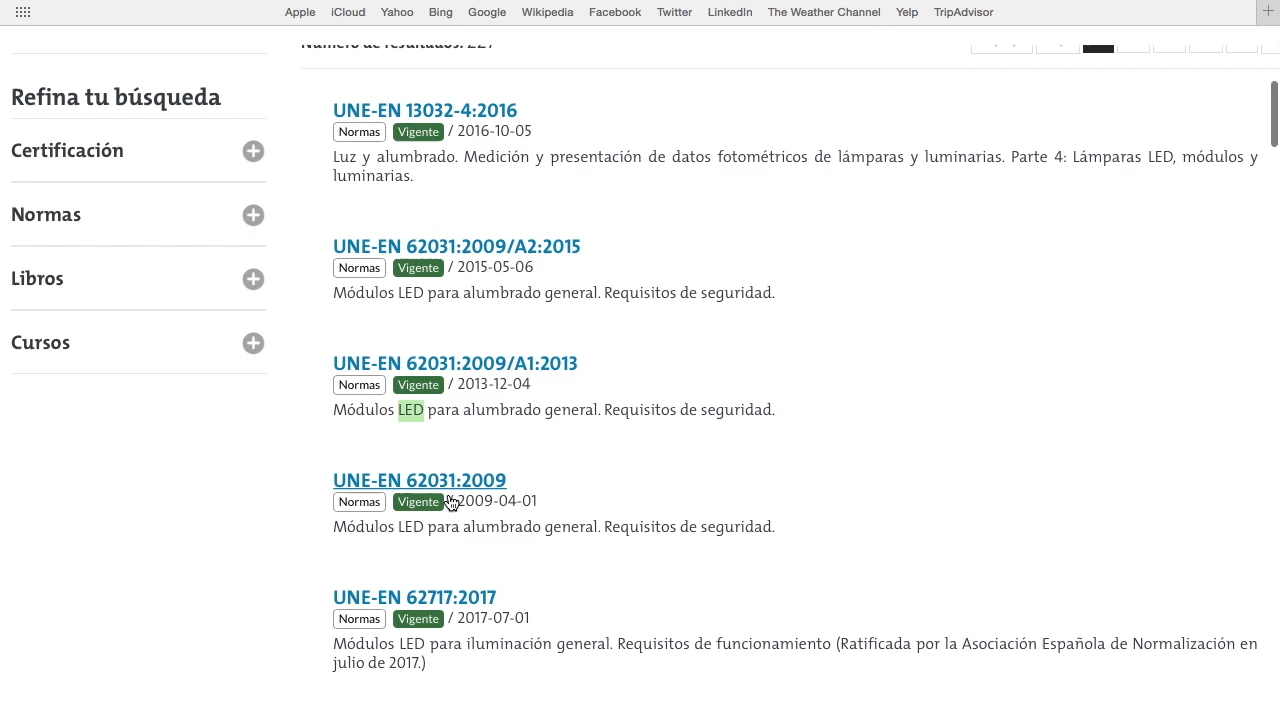 Apple iCloud Yahoo Bing Google Wikipedia Facebook Twitter LinkedIn The Weather Channel Yelp TripAdvisor
Número de resultados: 227
Refina tu búsqueda
Certificación
Normas
Libros
Cursos
UNE-EN 13032-4:2016
Normas Vigente / 2016-10-05
Luz y alumbrado. Medición y presentación de datos fotométricos de lámparas y luminarias. Parte 4: Lámparas LED, módulos y
luminarias.
UNE-EN 62031:2009/A2:2015
Normas Vigente / 2015-05-06
Módulos LED para alumbrado general. Requisitos de seguridad.
UNE-EN 62031:2009/A1:2013
Normas Vigente / 2013-12-04
Módulos LED para alumbrado general. Requisitos de seguridad.
UNE-EN 62031:2009
Normas Vigente 2009-04-01
Módulos LED para alumbrado general. Requisitos de seguridad.
UNE-EN 62717:2017
Normas Vigente / 2017-07-01
Módulos LED para iluminación general. Requisitos de funcionamiento (Ratificada por la Asociación Española de Normalización en
julio de 2017.)